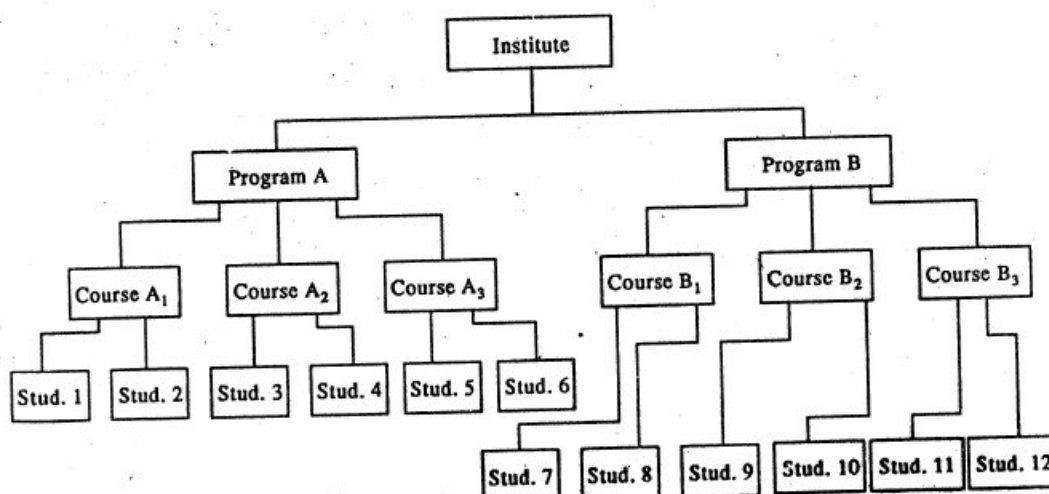 Institute
Program A
Program B
Course A₁
Course A₂
Course A₃
Course B₁
Course B₂
Course B₃
Stud. 1
Stud. 2
Stud. 3
Stud. 4
Stud. 5
Stud. 6
Stud. 7
Stud. 8
Stud. 9
Stud. 10
Stud. 11
Stud. 12